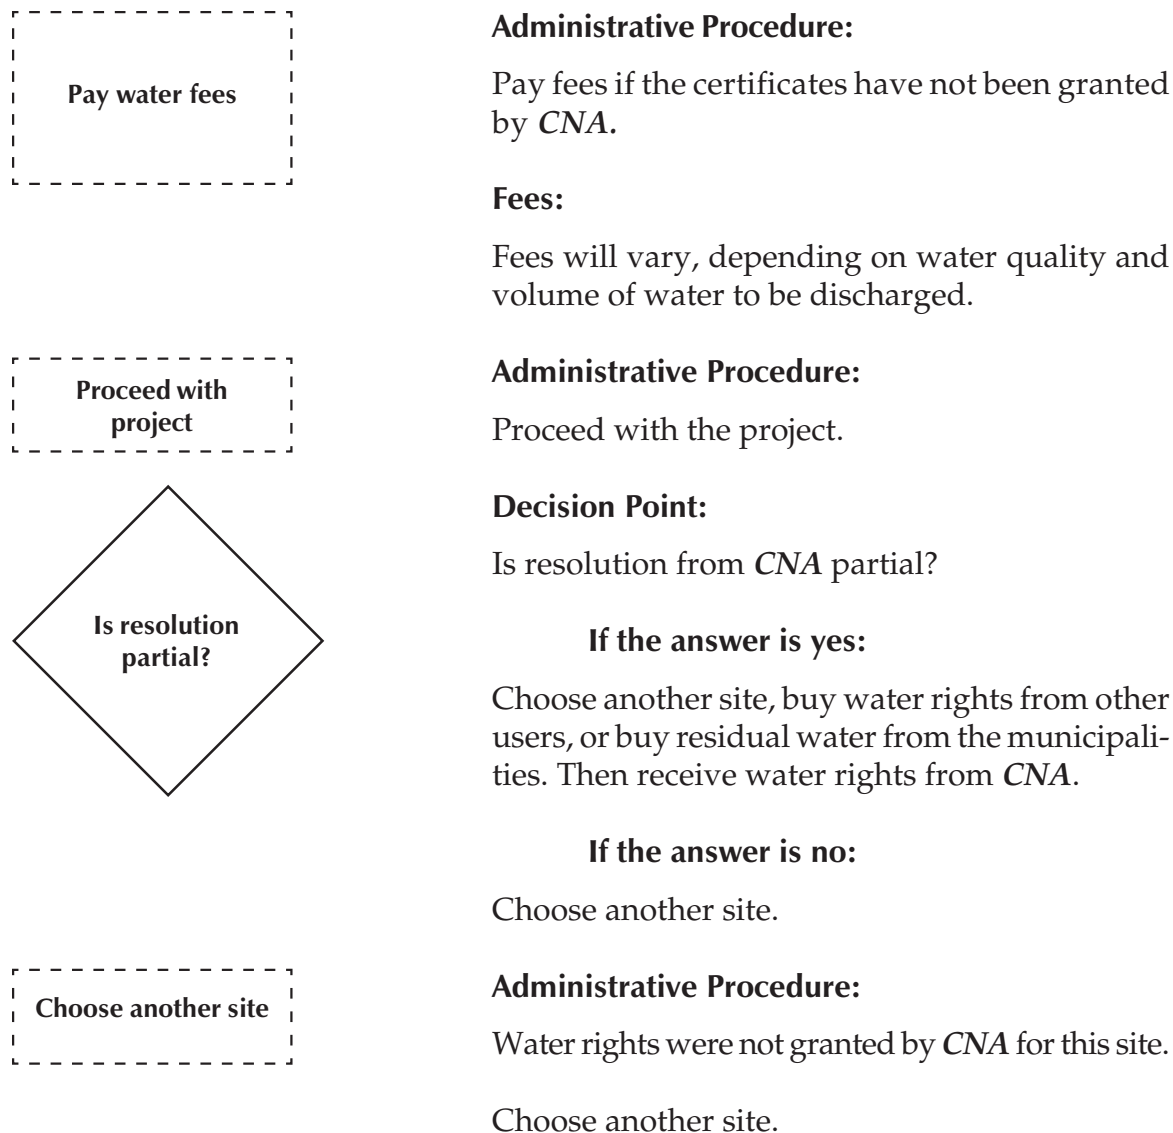 Pay water fees
Administrative Procedure:
Pay fees if the certificates have not been granted
by CNA.
Fees:
Fees will vary, depending on water quality and
volume of water to be discharged.
Proceed with
project
Administrative Procedure:
Proceed with the project.
Is resolution
partial?
Decision Point:
Is resolution from CNA partial?
If the answer is yes:
Choose another site, buy water rights from other
users, or buy residual water from the municipali-
ties. Then receive water rights from CNA.
If the answer is no:
Choose another site.
Choose another site
Administrative Procedure:
Water rights were not granted by CNA for this site.
Choose another site.